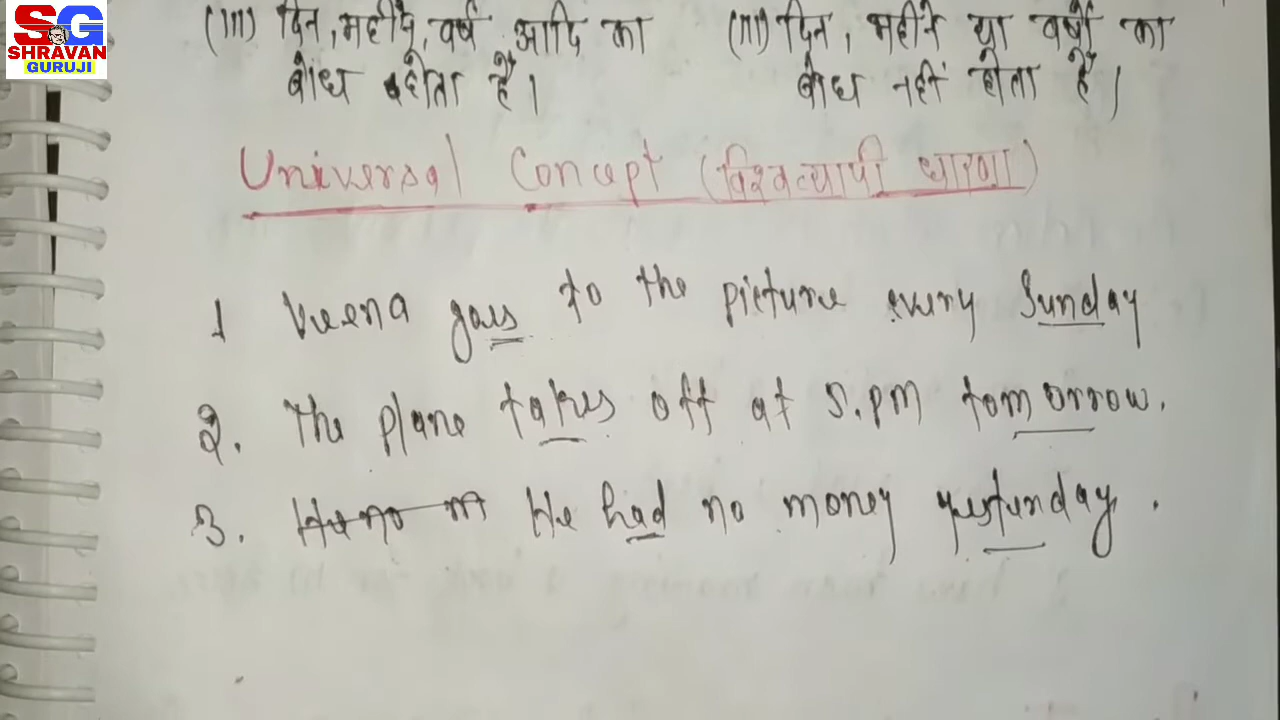 SG
SHRAVAN
GURUJI
(III) दिन, महीने, वर्ष आदि का
बोध होता है।
(III) दिन, महीने या वर्षों का
बोध नहीं होता है।
Universal Concept (विश्वव्यापी धारणा)
1 Veena goes to the picture every Sunday
2. The plane takes off at 5.pm tomorrow.
3. He no m He had no money yesterday.